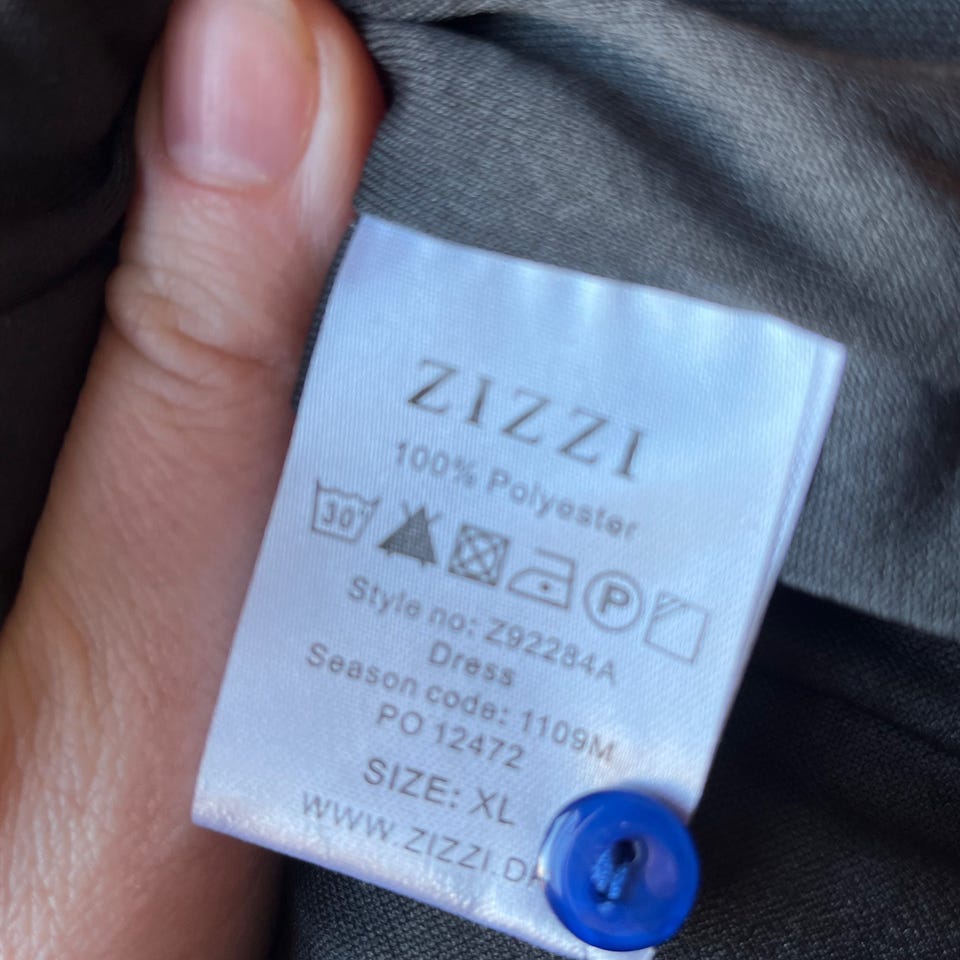 ZIZZI
100% Polyester
30
P
Style no: Z92284A
Dress
Season code: 1109M
PO 12472
SIZE: XL
WWW.ZIZZI.D